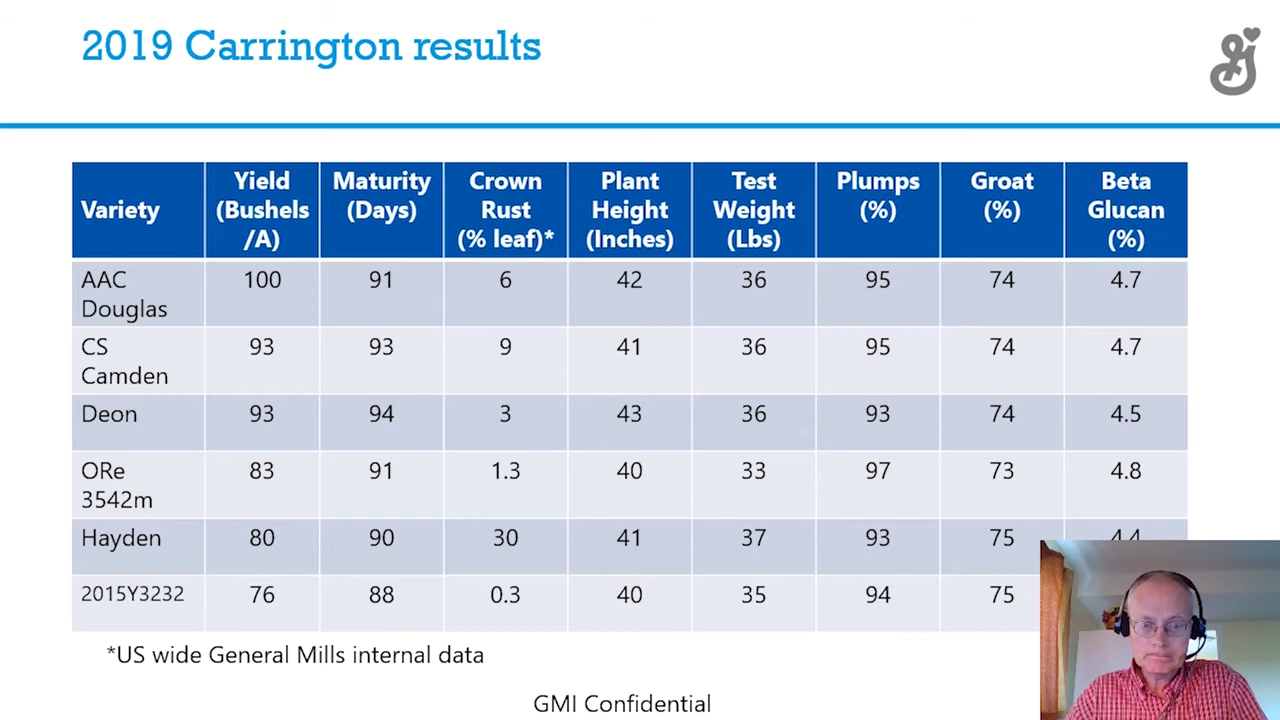 2019 Carrington results
Variety Yield (Bushels /A) Maturity (Days) Crown Rust (% leaf)* Plant Height (Inches) Test Weight (Lbs) Plumps (%) Groat (%) Beta Glucan (%)
AAC Douglas 100 91 6 42 36 95 74 4.7
CS Camden 93 93 9 41 36 95 74 4.7
Deon 93 94 3 43 36 93 74 4.5
ORe 3542m 83 91 1.3 40 33 97 73 4.8
Hayden 80 90 30 41 37 93 75
2015Y3232 76 88 0.3 40 35 94 75
*US wide General Mills internal data
GMI Confidential